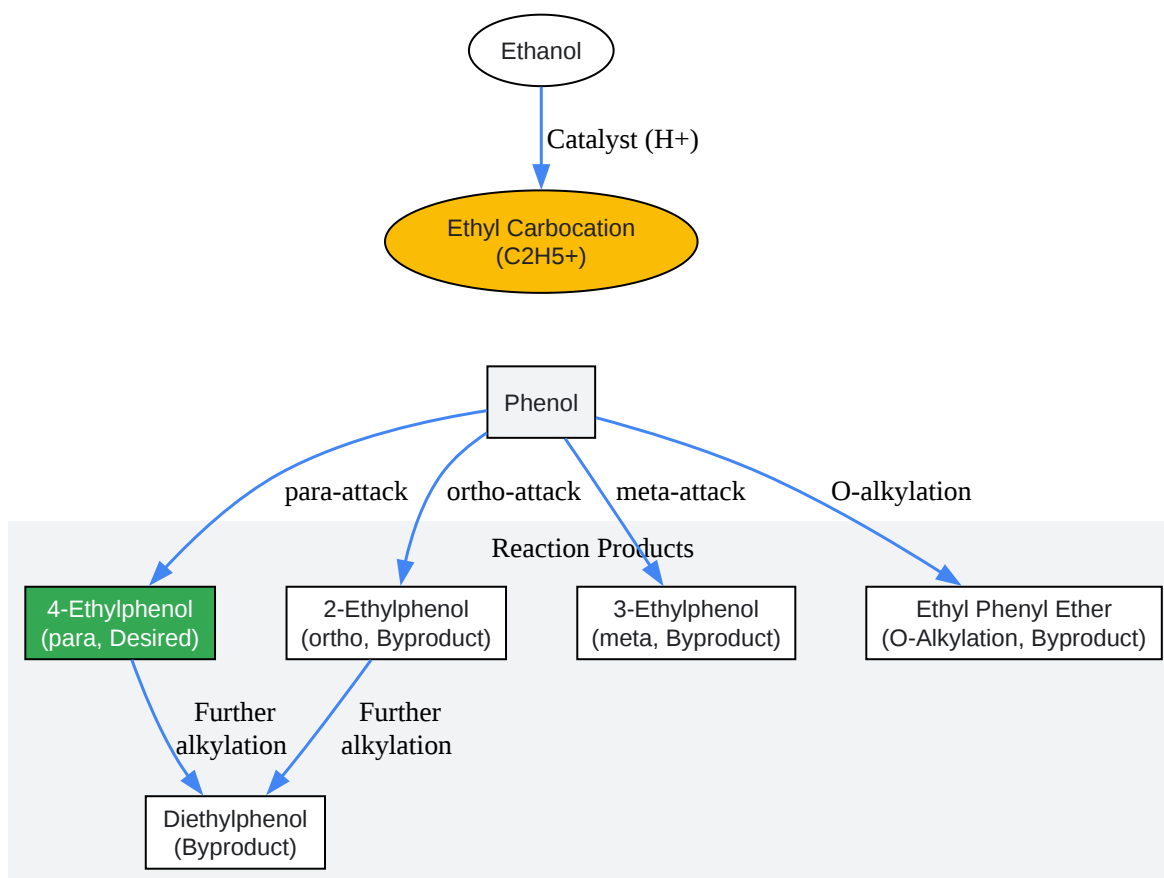 Ethanol
Catalyst (H+)
Ethyl Carbocation
(C2H5+)
Phenol
para-attack
ortho-attack
meta-attack
O-alkylation
Reaction Products
4-Ethylphenol
(para, Desired)
2-Ethylphenol
(ortho, Byproduct)
3-Ethylphenol
(meta, Byproduct)
Ethyl Phenyl Ether
(O-Alkylation, Byproduct)
Further
alkylation
Further
alkylation
Diethylphenol
(Byproduct)